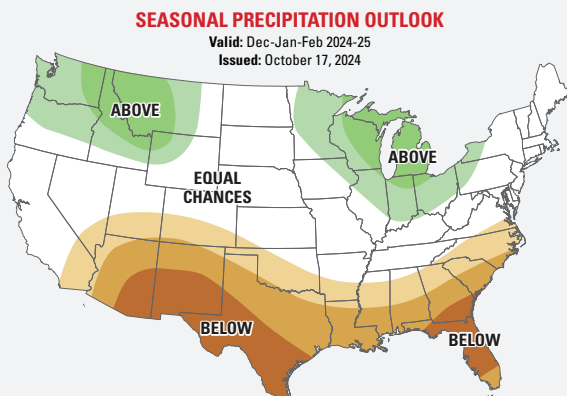 SEASONAL PRECIPITATION OUTLOOK
Valid: Dec-Jan-Feb 2024-25
Issued: October 17, 2024
ABOVE
ABOVE
EQUAL
CHANCES
BELOW
BELOW